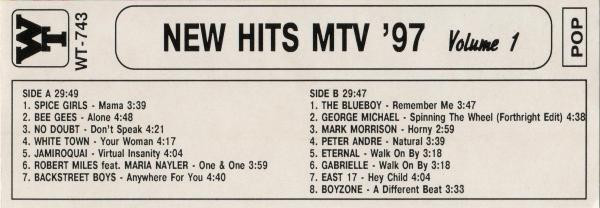 WT
WT-743
NEW HITS MTV '97 Volume 1
POP
SIDE A 29:49
1. SPICE GIRLS - Mama 3:39
2. BEE GEES - Alone 4:48
3. NO DOUBT - Don't Speak 4:21
4. WHITE TOWN - Your Woman 4:17
5. JAMIROQUAI - Virtual Insanity 4:04
6. ROBERT MILES feat. MARIA NAYLER - One & One 3:59
7. BACKSTREET BOYS - Anywhere For You 4:40
SIDE B 29:47
1. THE BLUEBOY - Remember Me 3:47
2. GEORGE MICHAEL - Spinning The Wheel (Forthright Edit) 4:38
3. MARK MORRISON - Horny 2:59
4. PETER ANDRE - Natural 3:39
5. ETERNAL - Walk On By 3:18
6. GABRIELLE - Walk On By 3:18
7. EAST 17 - Hey Child 4:04
8. BOYZONE - A Different Beat 3:33